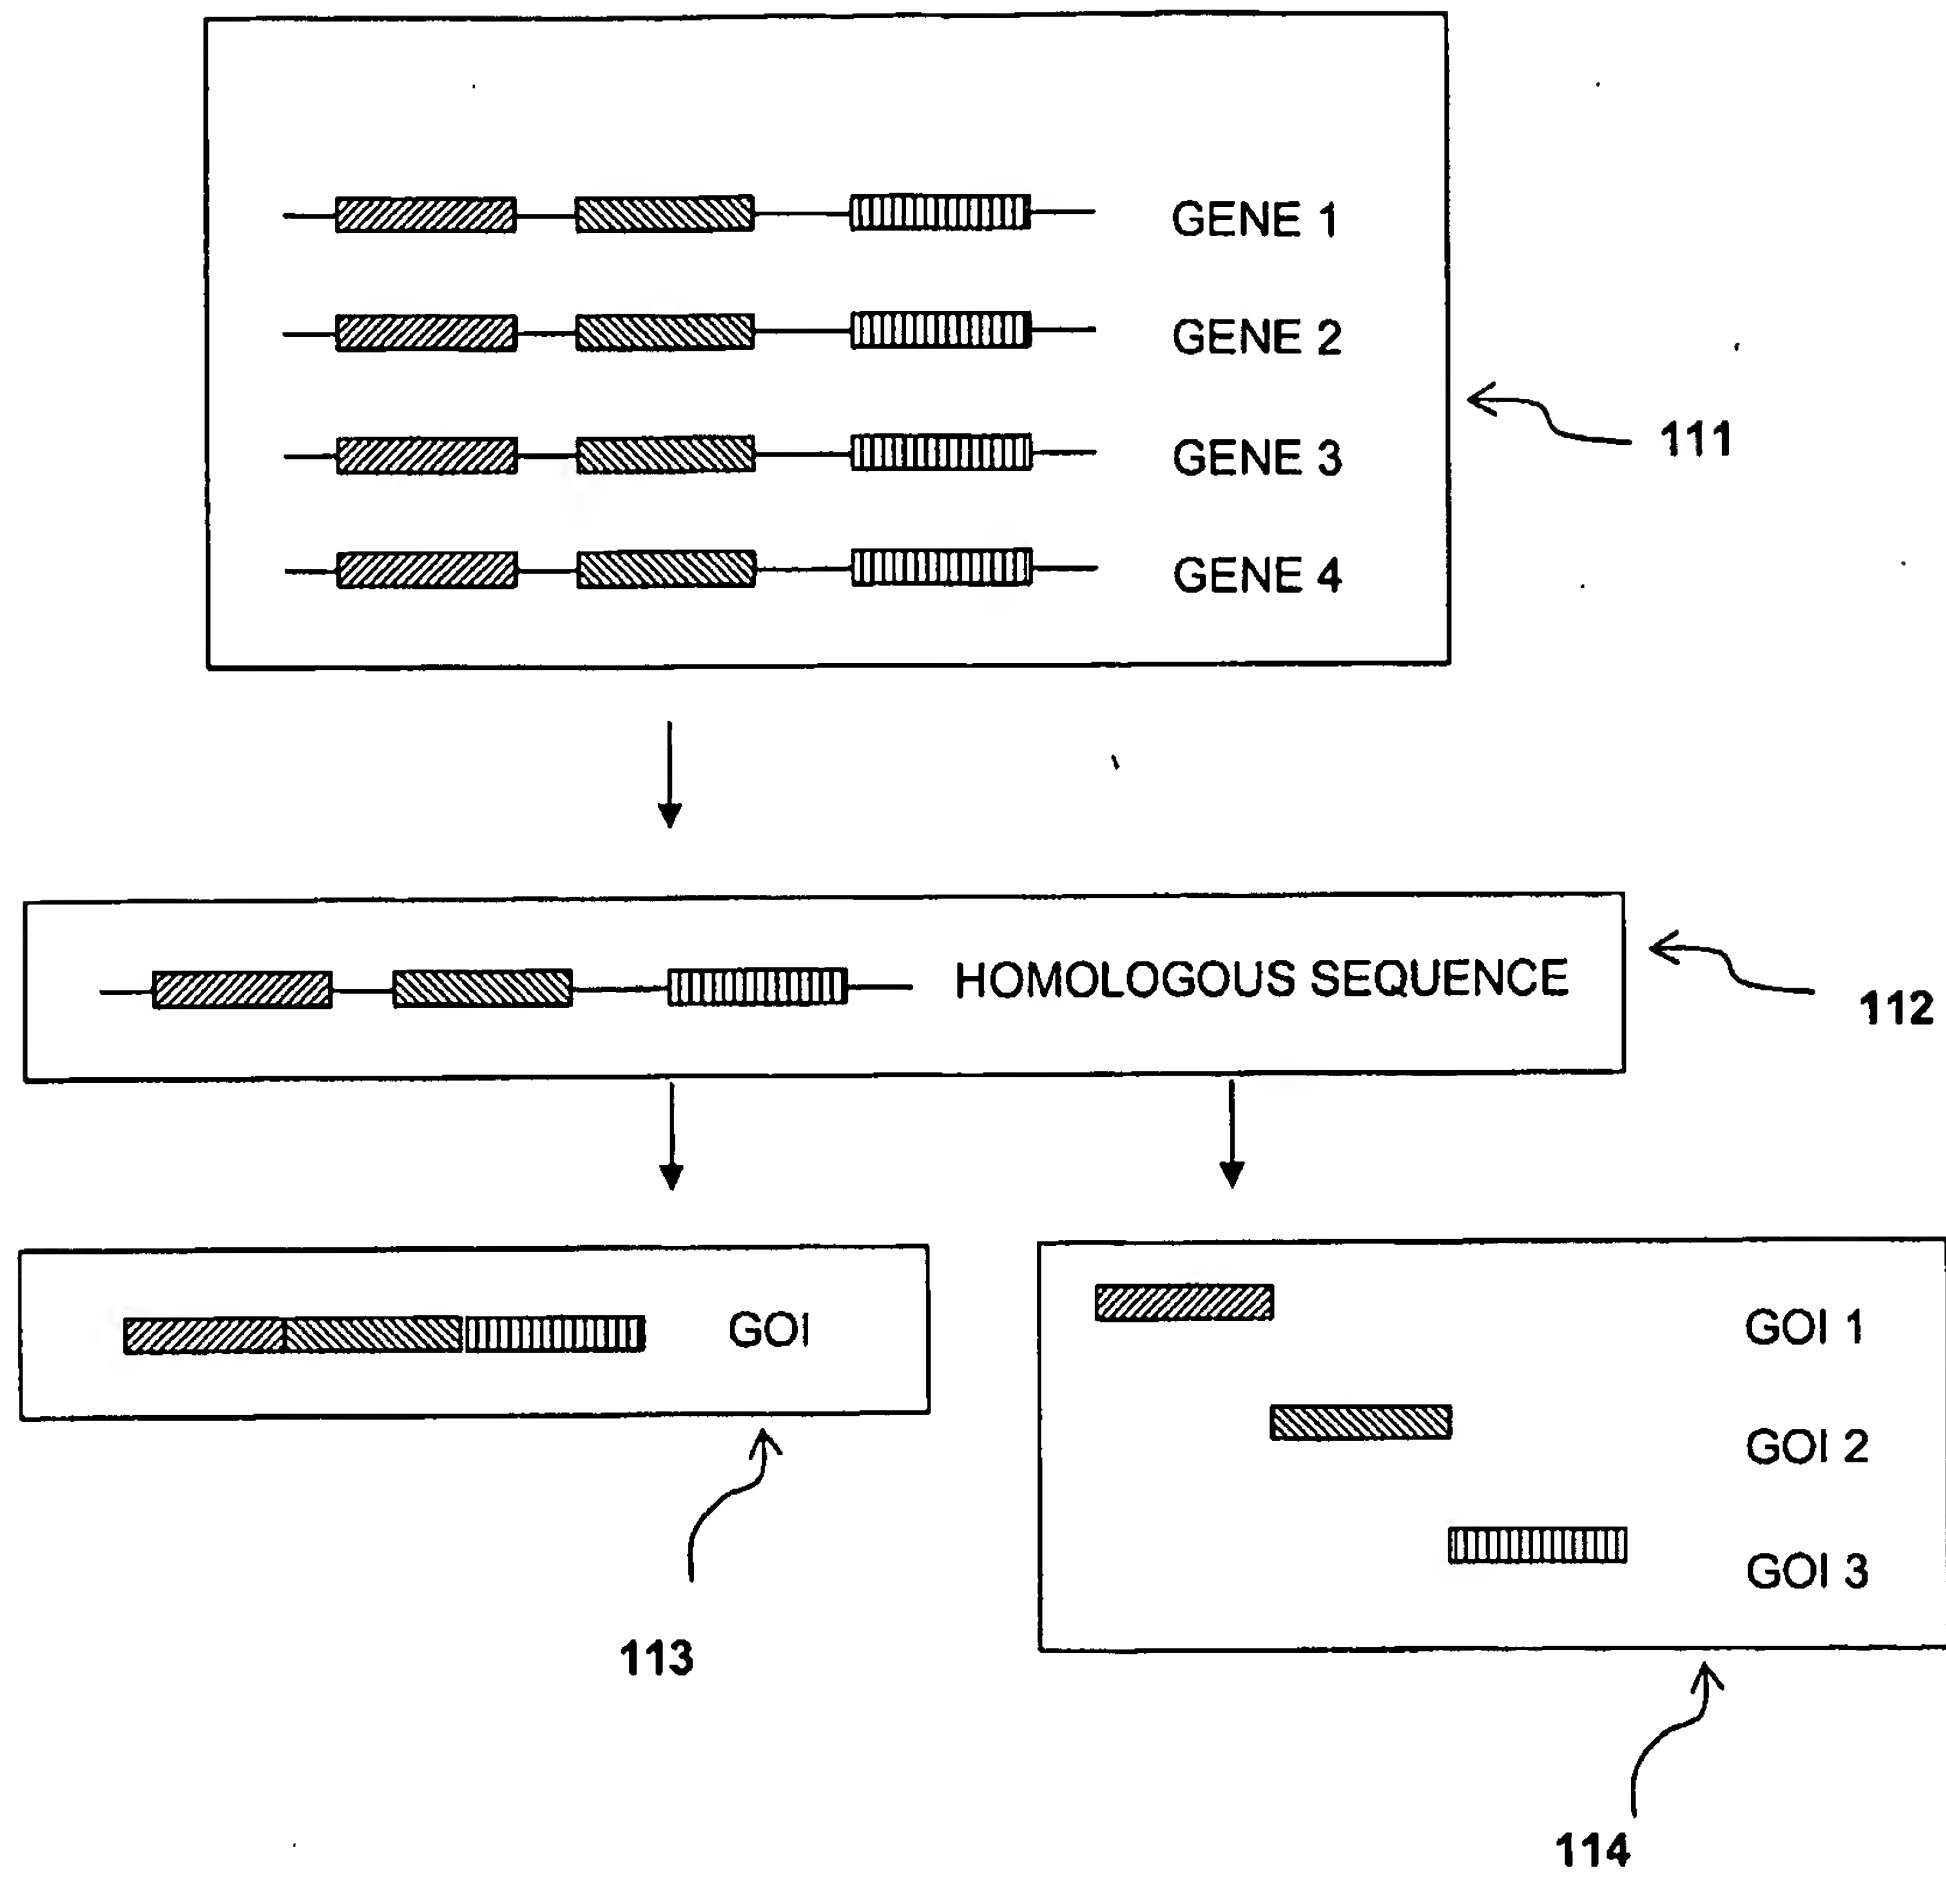 GENE 1
GENE 2
GENE 3
GENE 4
111
HOMOLOGOUS SEQUENCE
112
GOI
113
GOI 1
GOI 2
GOI 3
114